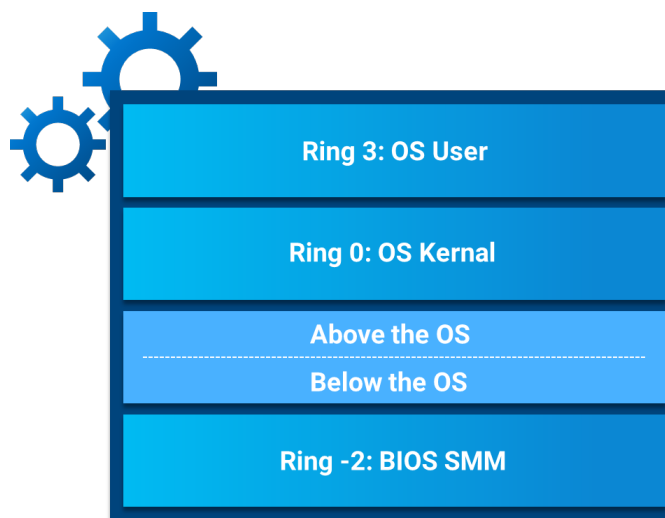 Ring 3: OS User
Ring 0: OS Kernal
Above the OS
Below the OS
Ring -2: BIOS SMM